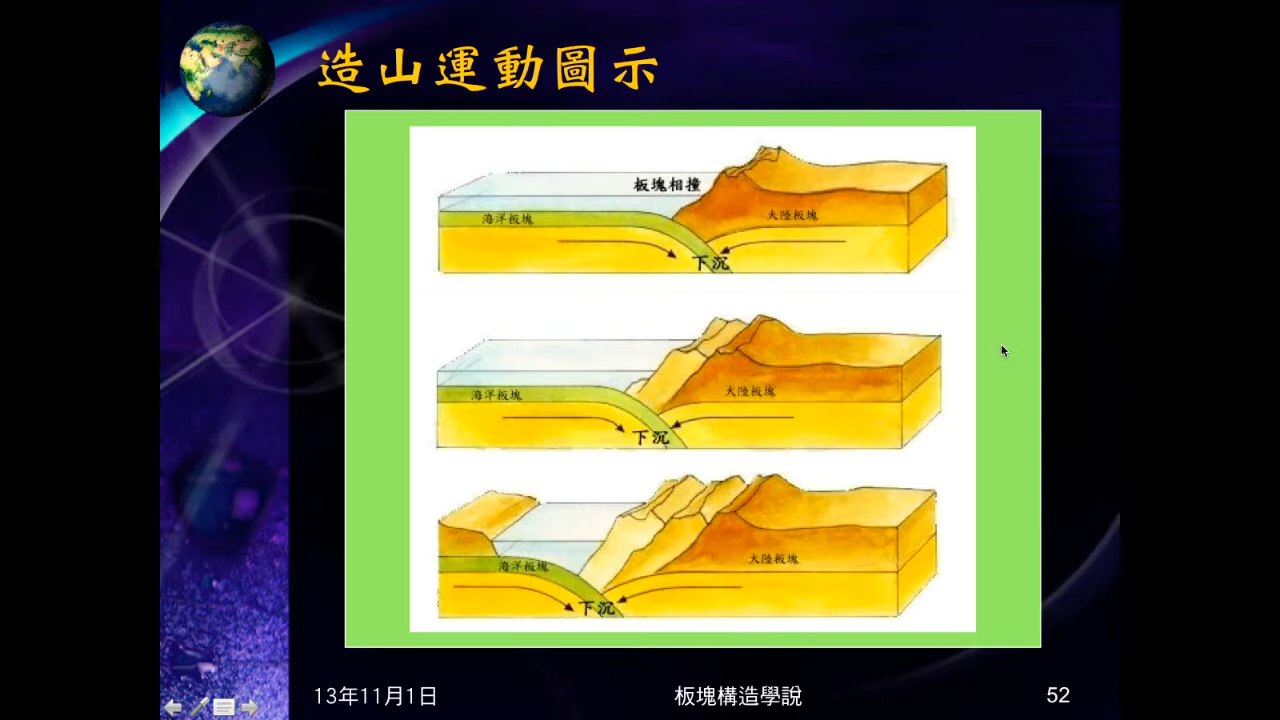 造山運動圖示
板塊相撞
海洋板塊
大陸板塊
下沉
海洋板塊
大陸板塊
下沉
海洋板塊
大陸板塊
下沉
13年11月1日
板塊構造學說
52